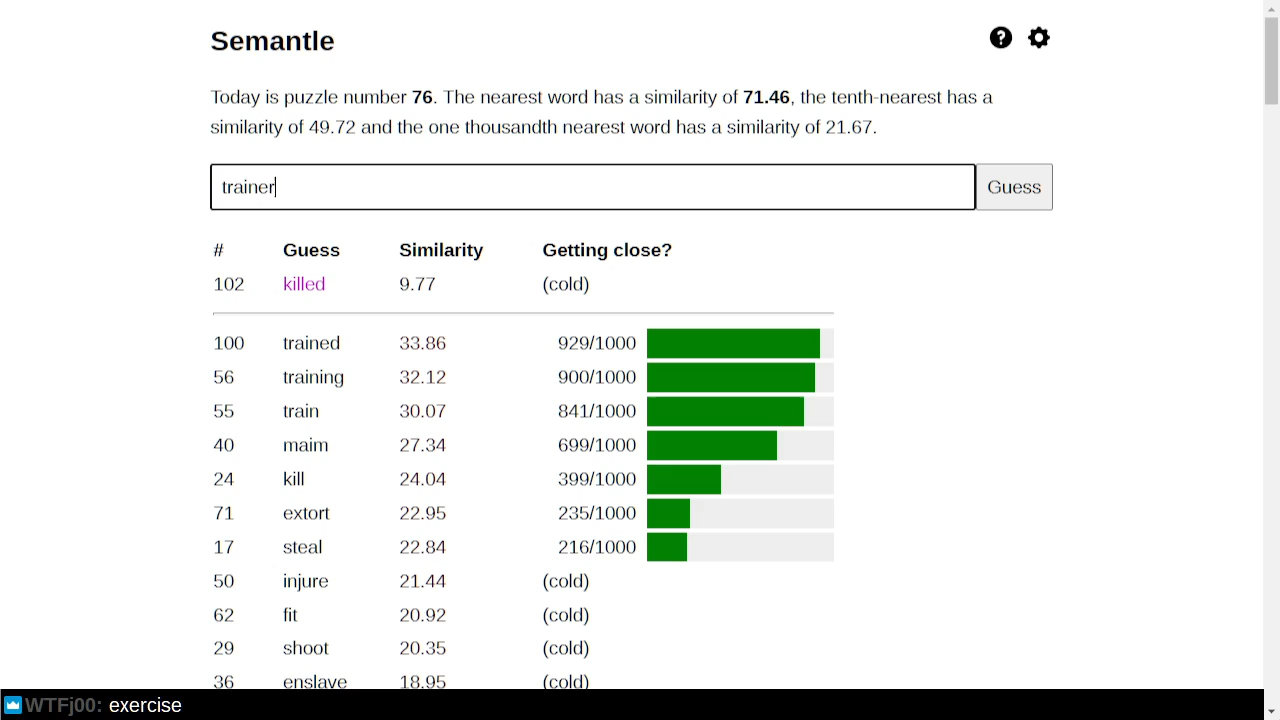 Semantle
Today is puzzle number 76. The nearest word has a similarity of 71.46, the tenth-nearest has a
similarity of 49.72 and the one thousandth nearest word has a similarity of 21.67.
trainer Guess
# Guess Similarity Getting close?
102 killed 9.77 (cold)
100 trained 33.86 929/1000
56 training 32.12 900/1000
55 train 30.07 841/1000
40 maim 27.34 699/1000
24 kill 24.04 399/1000
71 extort 22.95 235/1000
17 steal 22.84 216/1000
50 injure 21.44 (cold)
62 fit 20.92 (cold)
29 shoot 20.35 (cold)
36 enslave 18.95 (cold)
WTFj00: exercise